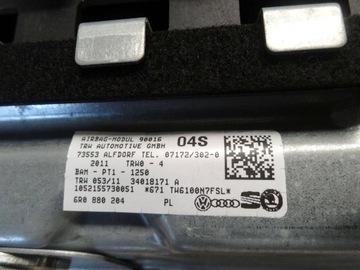 AIRBAG-MODUL 90016 04S
TRW AUTOMOTIVE GMBH
73553 ALFDORF TEL. 07172/302-0
2011 TRW0 - 4
BAM - PT1 - 1250
TRW 053/11 34018171 A
1052155730051 *671 TW6100N7FSL*
6R0 880 204 PL